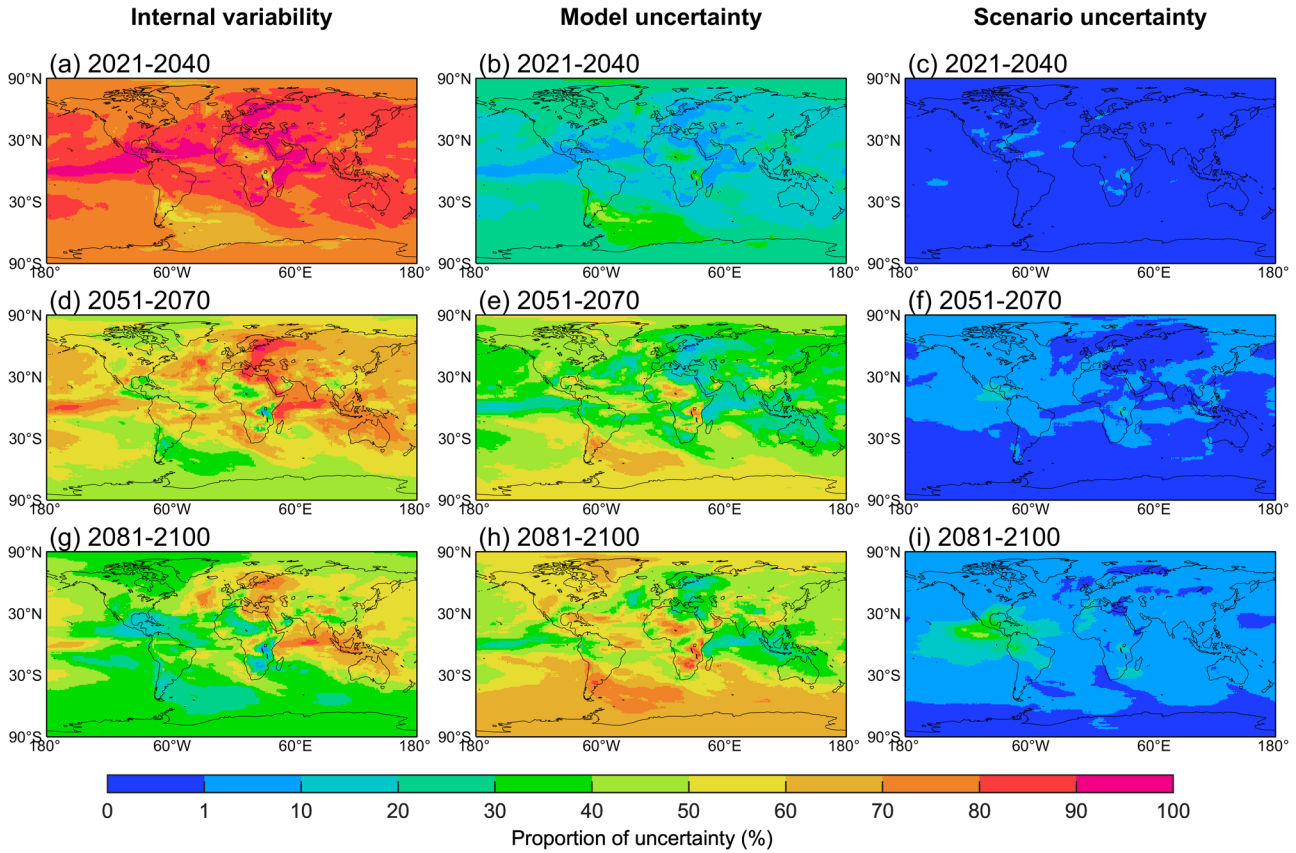 Internal variability Model uncertainty Scenario uncertainty
(a) 2021-2040 (b) 2021-2040 (c) 2021-2040
90°N 90°N 90°N
30°N 30°N 30°N
30°S 30°S 30°S
90°S 90°S 90°S
180° 60°W 60°E 180° 180° 60°W 60°E 180° 180° 60°W 60°E 180°
(d) 2051-2070 (e) 2051-2070 (f) 2051-2070
90°N 90°N 90°N
30°N 30°N 30°N
30°S 30°S 30°S
90°S 90°S 90°S
180° 60°W 60°E 180° 180° 60°W 60°E 180° 180° 60°W 60°E 180°
(g) 2081-2100 (h) 2081-2100 (i) 2081-2100
90°N 90°N 90°N
30°N 30°N 30°N
30°S 30°S 30°S
90°S 90°S 90°S
180° 60°W 60°E 180° 180° 60°W 60°E 180° 180° 60°W 60°E 180°
0 1 10 20 30 40 50 60 70 80 90 100
Proportion of uncertainty (%)